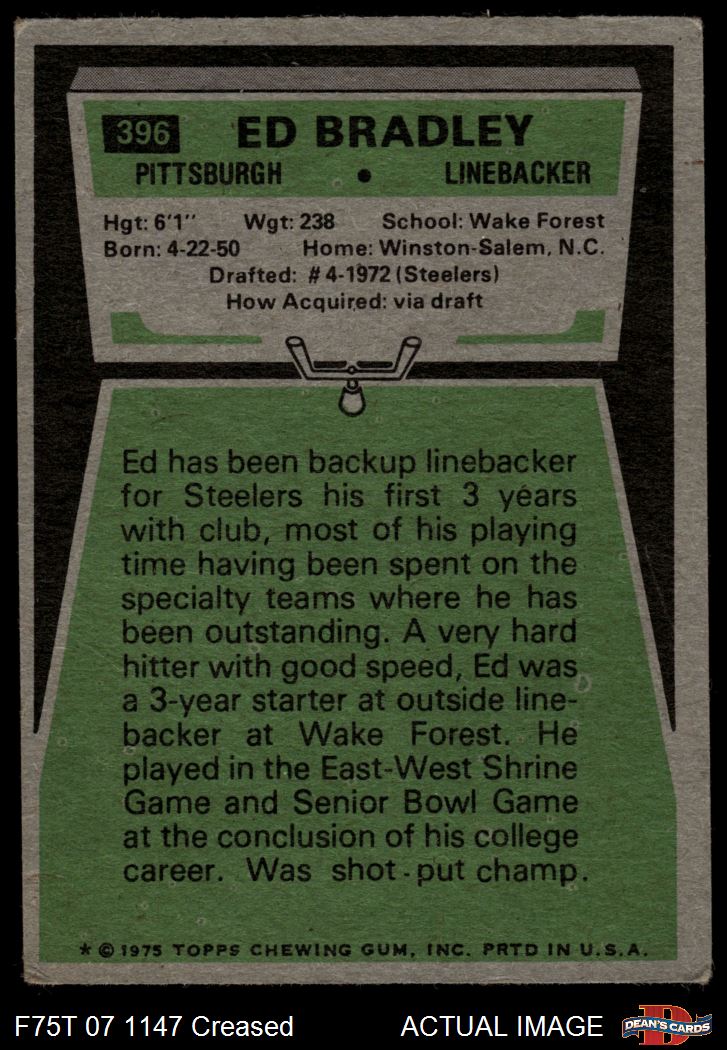 396 ED BRADLEY
PITTSBURGH • LINEBACKER
Hgt: 6'1" Wgt: 238 School: Wake Forest
Born: 4-22-50 Home: Winston-Salem, N.C.
Drafted: #4-1972 (Steelers)
How Acquired: via draft
Ed has been backup linebacker
for Steelers his first 3 years
with club, most of his playing
time having been spent on the
specialty teams where he has
been outstanding. A very hard
hitter with good speed, Ed was
a 3-year starter at outside line-
backer at Wake Forest. He
played in the East-West Shrine
Game and Senior Bowl Game
at the conclusion of his college
career. Was shot-put champ.
* © 1975 TOPPS CHEWING GUM, INC. PRTD IN U.S.A.
F75T 07 1147 Creased ACTUAL IMAGE
D
DEAN'S CARDS